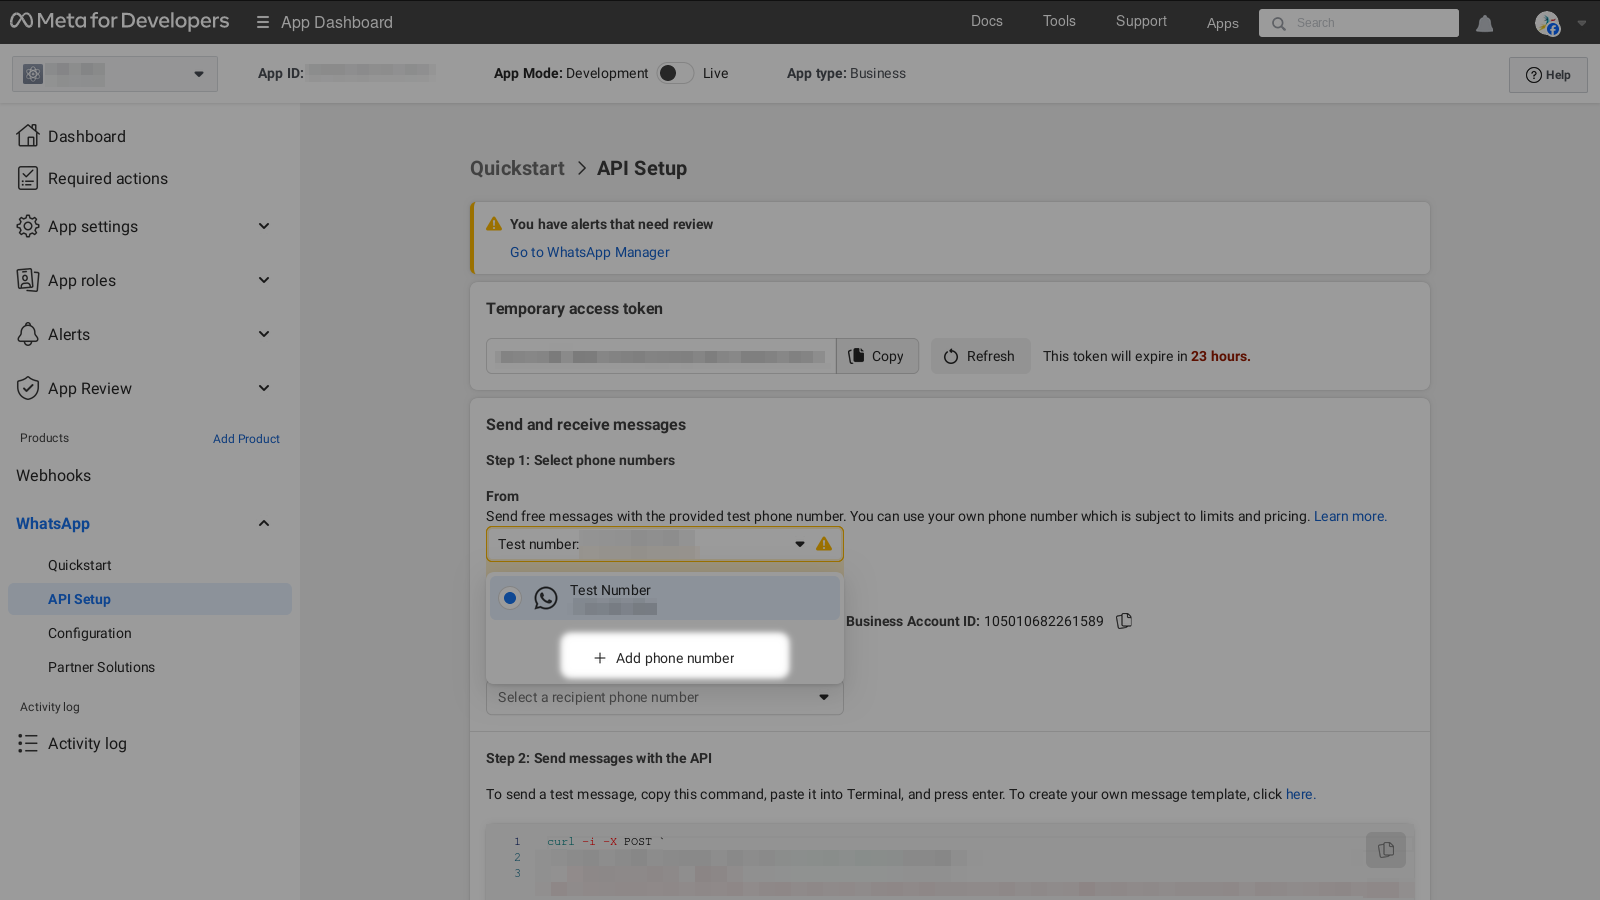 Meta for Developers
App Dashboard
Docs
Tools
Support
Apps
Search
App ID:
App Mode: Development
Live
App type: Business
Help
Dashboard
Required actions
App settings
App roles
Alerts
App Review
Products
Add Product
Webhooks
WhatsApp
Quickstart
API Setup
Configuration
Partner Solutions
Activity log
Activity log
Quickstart > API Setup
You have alerts that need review
Go to WhatsApp Manager
Temporary access token
Copy
Refresh
This token will expire in 23 hours.
Send and receive messages
Step 1: Select phone numbers
From
Send free messages with the provided test phone number. You can use your own phone number which is subject to limits and pricing. Learn more.
Test number:
Test Number
Business Account ID: 105010682261589
+ Add phone number
Select a recipient phone number
Step 2: Send messages with the API
To send a test message, copy this command, paste it into Terminal, and press enter. To create your own message template, click here.
1 curl -i -X POST `
2
3